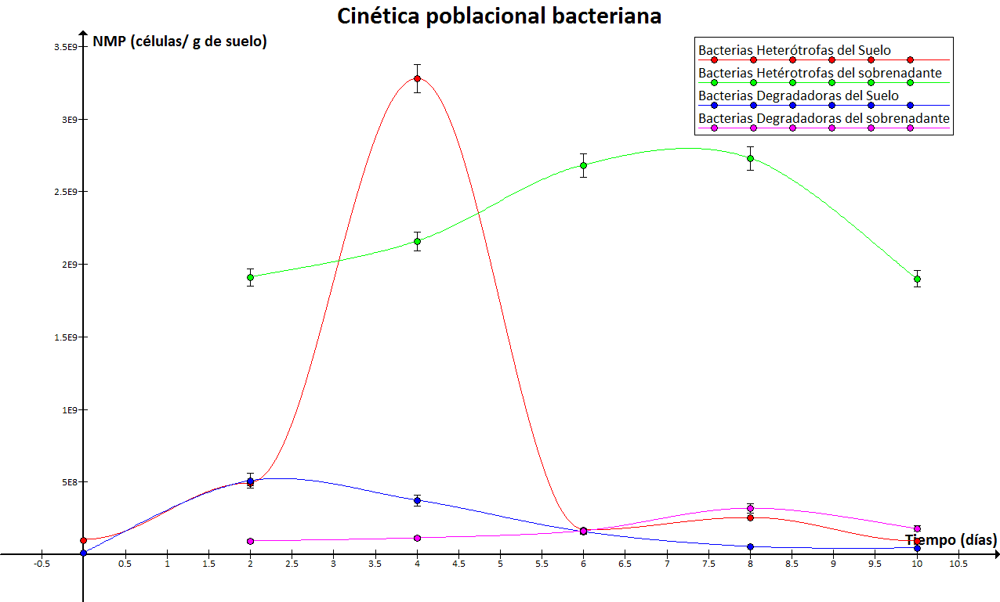 Cinética poblacional bacteriana
NMP (células/ g de suelo)
Bacterias Heterótrofas del Suelo
Bacterias Hetérotrofas del sobrenadante
Bacterias Degradadoras del Suelo
Bacterias Degradadoras del sobrenadante
3.5E9
3E9
2.5E9
2E9
1.5E9
1E9
5E8
Tiempo (días)
-0.5 0.5 1 1.5 2 2.5 3 3.5 4 4.5 5 5.5 6 6.5 7 7.5 8 8.5 9 9.5 10 10.5